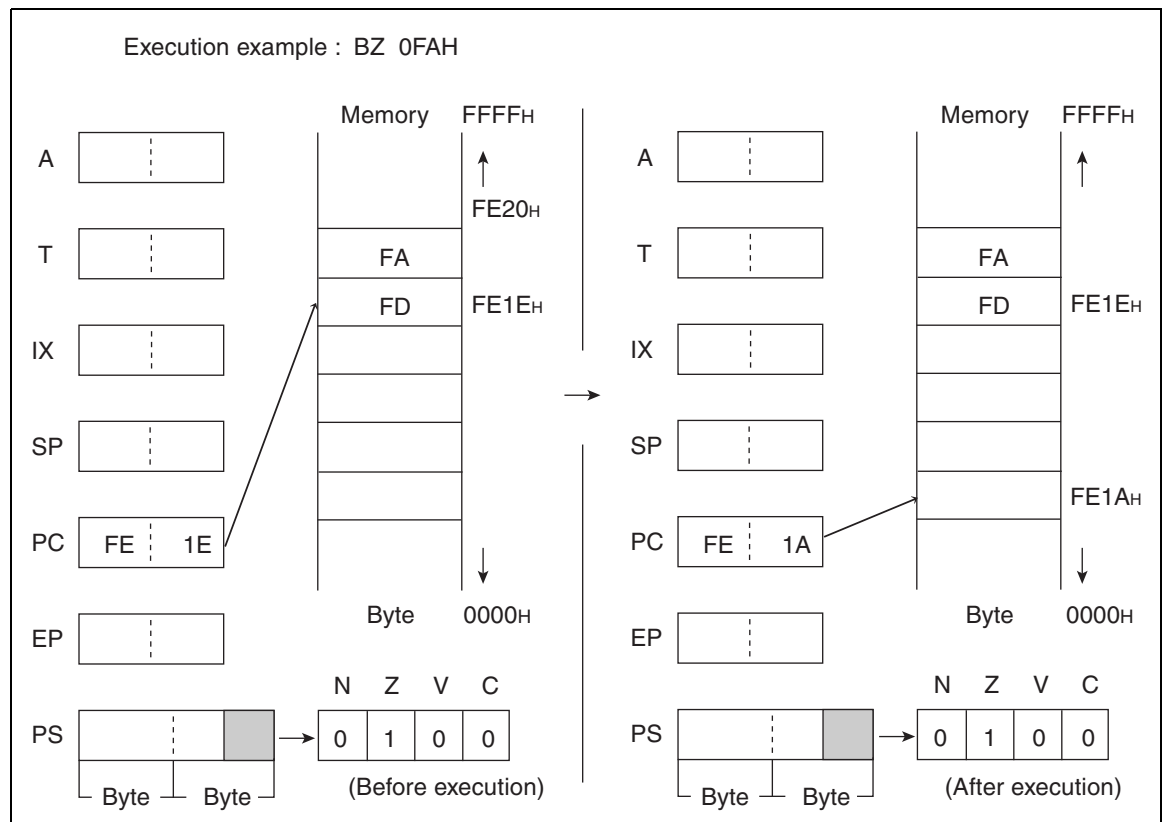 Execution example : BZ 0FAH
Memory FFFFH
A
FE20H
T
FA
FD FE1EH
IX
SP
PC FE 1E
Byte 0000H
EP
N Z V C
PS 0 1 0 0
Byte Byte (Before execution)
Memory FFFFH
A
T
FA
FD FE1EH
IX
SP
FE1AH
PC FE 1A
Byte 0000H
EP
N Z V C
PS 0 1 0 0
Byte Byte (After execution)